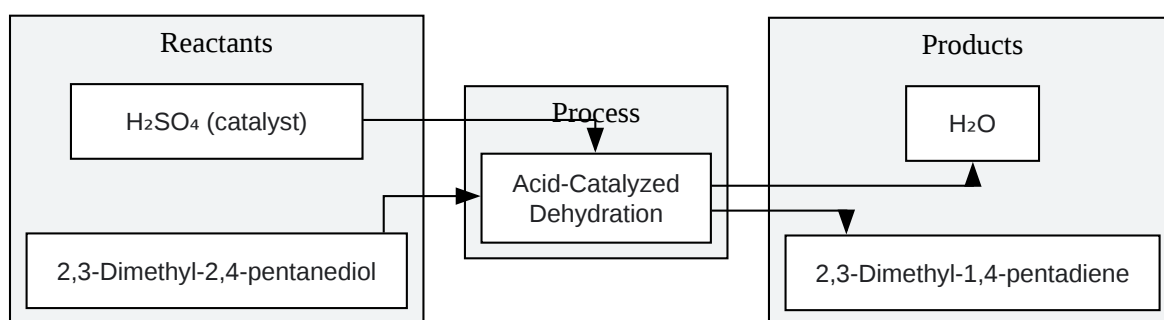 Reactants
H₂SO₄ (catalyst)
2,3-Dimethyl-2,4-pentanediol
Process
Acid-Catalyzed
Dehydration
Products
H₂O
2,3-Dimethyl-1,4-pentadiene